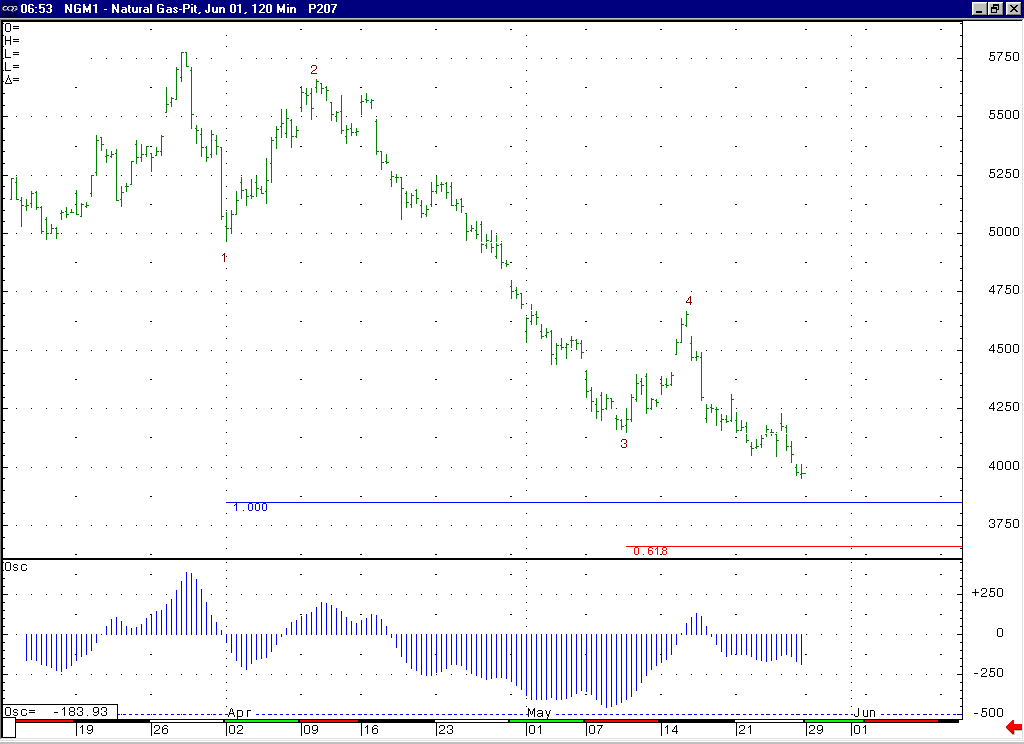 06:53 NGM1 - Natural Gas-Pit, Jun 01, 120 Min P207
O=
H=
L=
L=
Δ=
5750
5500
5250
5000
4750
4500
4250
4000
3750
1
2
3
4
1.000
0.618
Osc
+250
0
-250
-500
Osc= -183.93
Apr May Jun
19 26 02 09 16 23 01 07 14 21 29 01